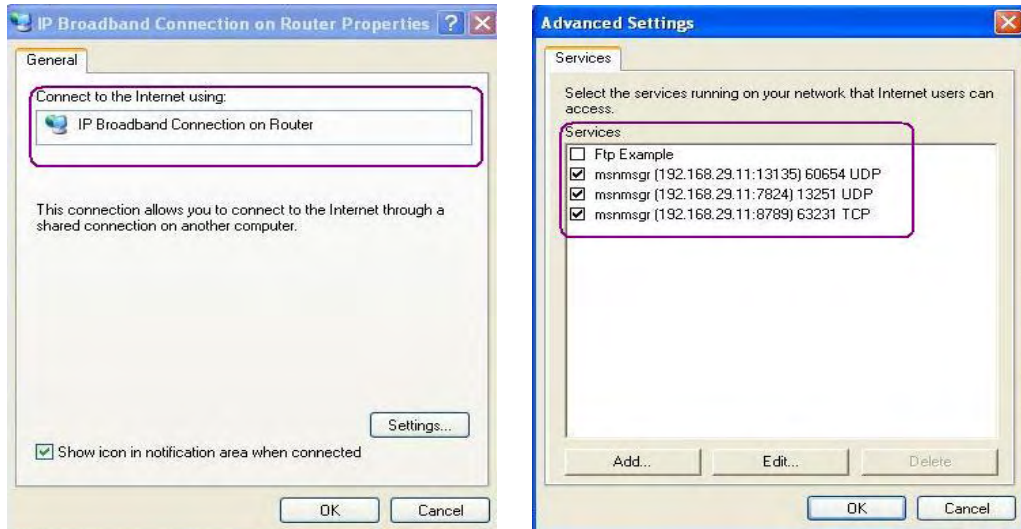 IP Broadband Connection on Router Properties
General
Connect to the Internet using:
IP Broadband Connection on Router
This connection allows you to connect to the Internet through a
shared connection on another computer.
Settings...
Show icon in notification area when connected
OK Cancel
Advanced Settings
Services
Select the services running on your network that Internet users can
access.
Services
Ftp Example
msnmsgr (192.168.29.11:13135) 60654 UDP
msnmsgr (192.168.29.11:7824) 13251 UDP
msnmsgr (192.168.29.11:8789) 63231 TCP
Add... Edit... Delete
OK Cancel